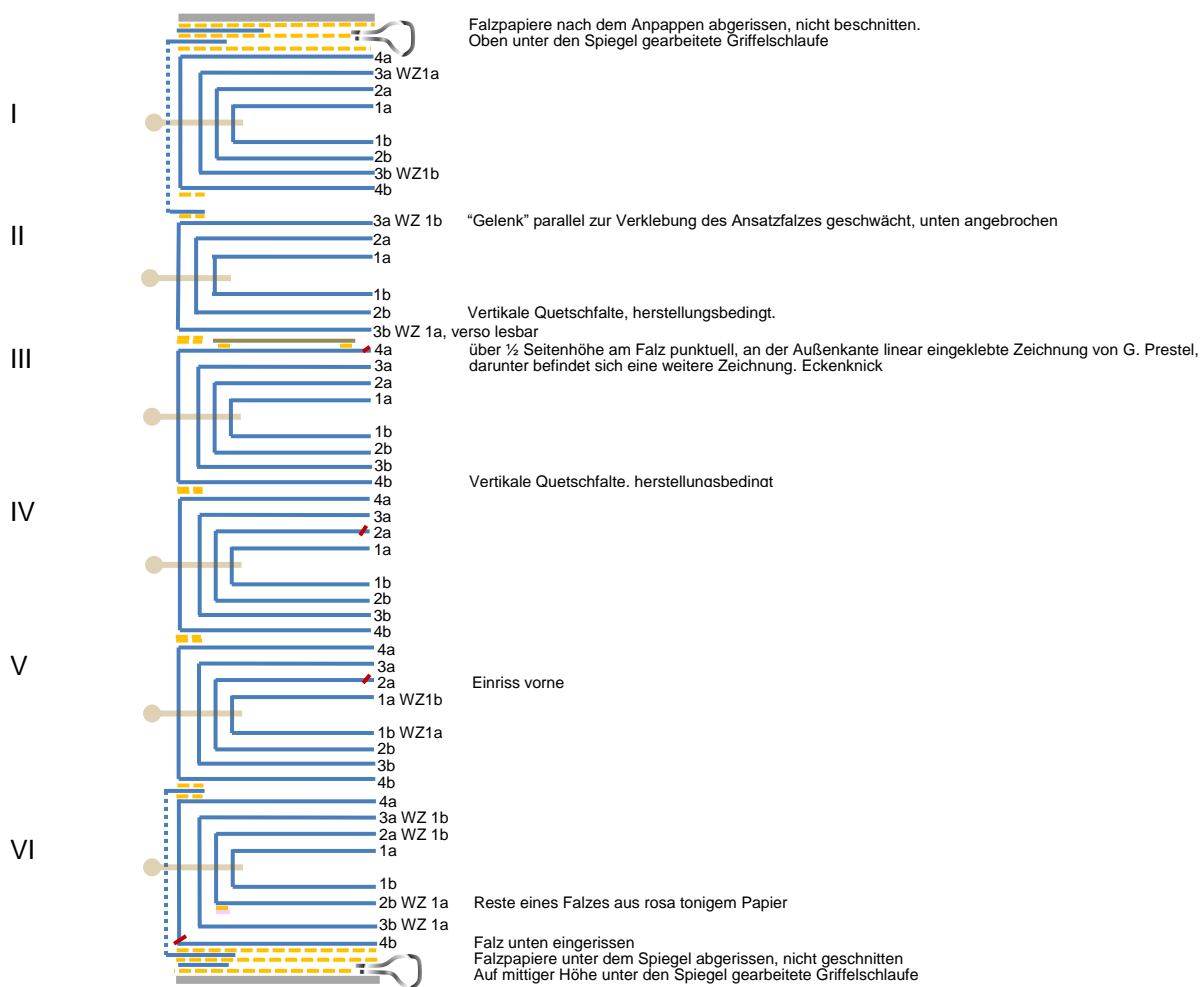 Falzpapiere nach dem Anpappen abgerissen, nicht beschnitten.
Oben unter den Spiegel gearbeitete Griffelschlaufe
4a
3a WZ1a
2a
1a
I
1b
2b
3b WZ1b
4b
3a WZ 1b “Gelenk” parallel zur Verklebung des Ansatzfalzes geschwächt, unten angebrochen
II
2a
1a
1b
2b Vertikale Quetschfalte, herstellungsbedingt.
3b WZ 1a, verso lesbar
4a über ½ Seitenhöhe am Falz punktuell, an der Außenkante linear eingeklebte Zeichnung von G. Prestel,
III
3a darunter befindet sich eine weitere Zeichnung. Eckenknick
2a
1a
1b
2b
3b
4b Vertikale Quetschfalte. herstellungsbedingt
4a
IV
3a
2a
1a
1b
2b
3b
4b
4a
V
3a
2a Einriss vorne
1a WZ1b
1b WZ1a
2b
3b
4b
4a
3a WZ 1b
2a WZ 1b
VI
1a
1b
2b WZ 1a Reste eines Falzes aus rosa tonigem Papier
3b WZ 1a
4b Falz unten eingerissen
Falzpapiere unter dem Spiegel abgerissen, nicht geschnitten
Auf mittiger Höhe unter den Spiegel gearbeitete Griffelschlaufe